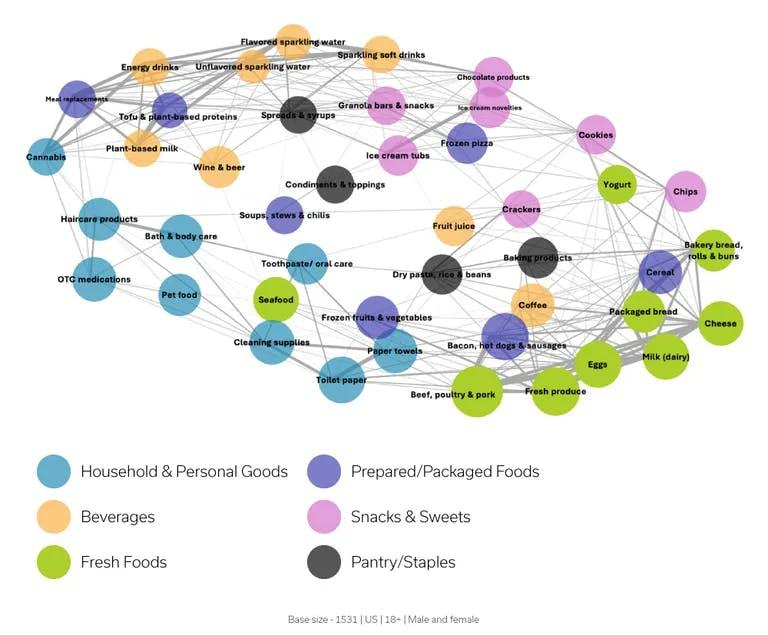 Flavored sparkling water
Sparkling soft drinks
Energy drinks
Unflavored sparkling water
Chocolate products
Meal replacements
Granola bars & snacks
Ice cream novelties
Tofu & plant-based proteins
Spreads & syrups
Cookies
Frozen pizza
Plant-based milk
Cannabis
Ice cream tubs
Wine & beer
Condiments & toppings
Yogurt
Chips
Crackers
Soups, stews & chilis
Haircare products
Fruit juice
Bath & body care
Bakery bread,
rolls & buns
Baking products
Toothpaste/ oral care
Dry pasta, rice & beans
Cereal
OTC medications
Pet food
Seafood
Coffee
Packaged bread
Frozen fruits & vegetables
Cheese
Cleaning supplies
Bacon, hot dogs & sausages
Paper towels
Milk (dairy)
Eggs
Toilet paper
Beef, poultry & pork
Fresh produce
Household & Personal Goods
Prepared/Packaged Foods
Beverages
Snacks & Sweets
Fresh Foods
Pantry/Staples
Base size - 1531 | US | 18+ | Male and female